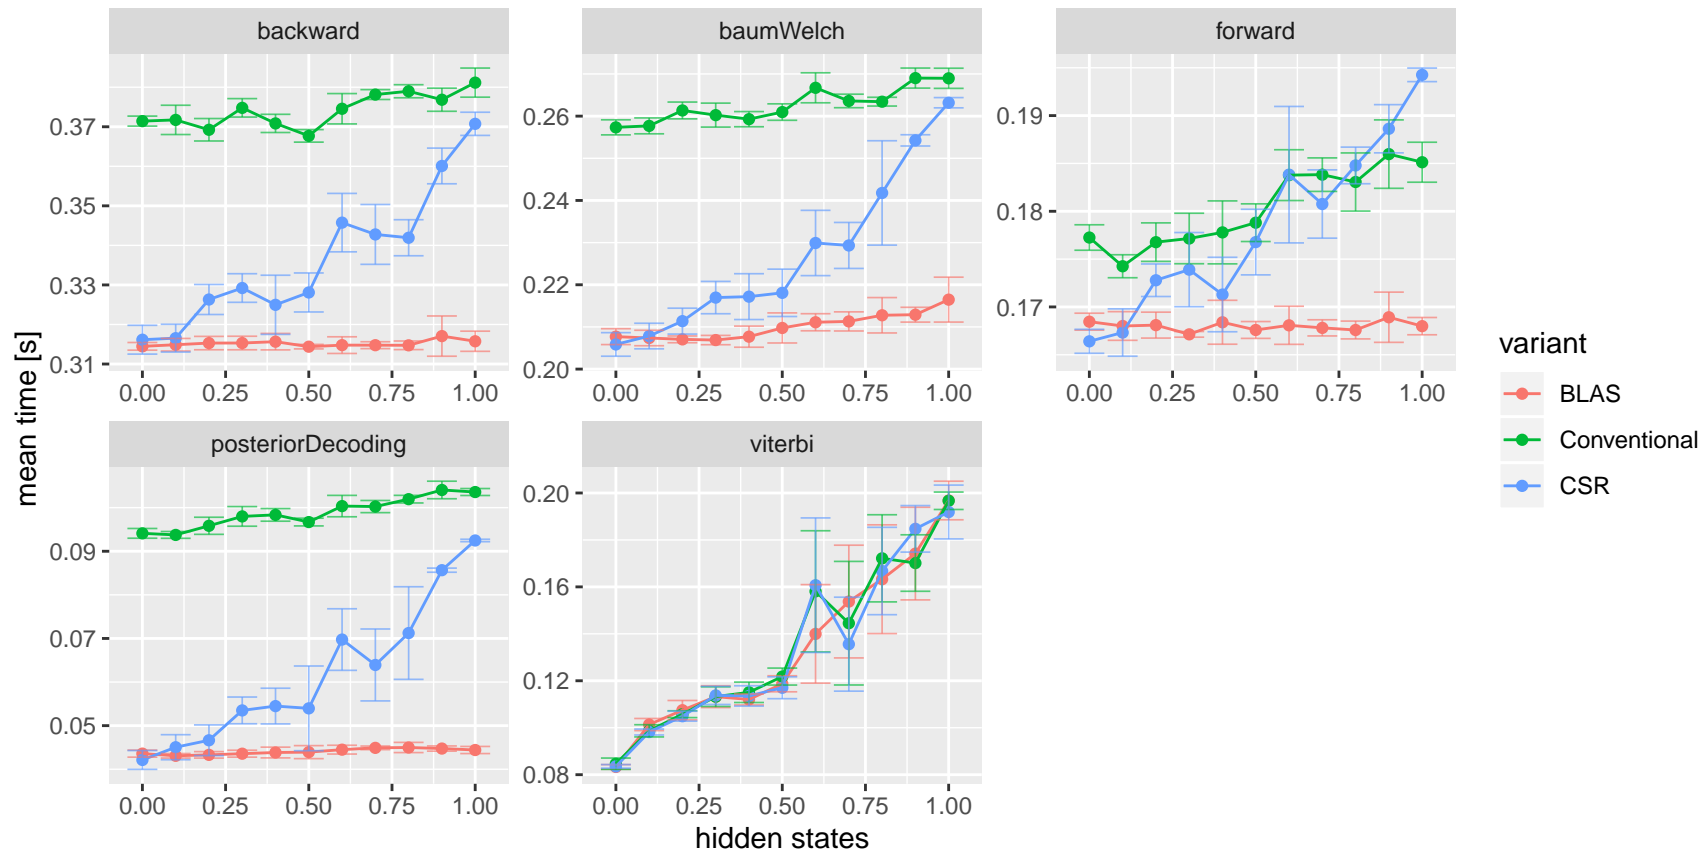 backward
baumWelch
forward
0.37
0.35
0.33
0.31
0.26
0.24
0.22
0.20
0.19
0.18
0.17
0.00 0.25 0.50 0.75 1.00
0.00 0.25 0.50 0.75 1.00
0.00 0.25 0.50 0.75 1.00
posteriorDecoding
viterbi
0.09
0.07
0.05
0.20
0.16
0.12
0.08
0.00 0.25 0.50 0.75 1.00
0.00 0.25 0.50 0.75 1.00
mean time [s]
hidden states
variant
BLAS
Conventional
CSR